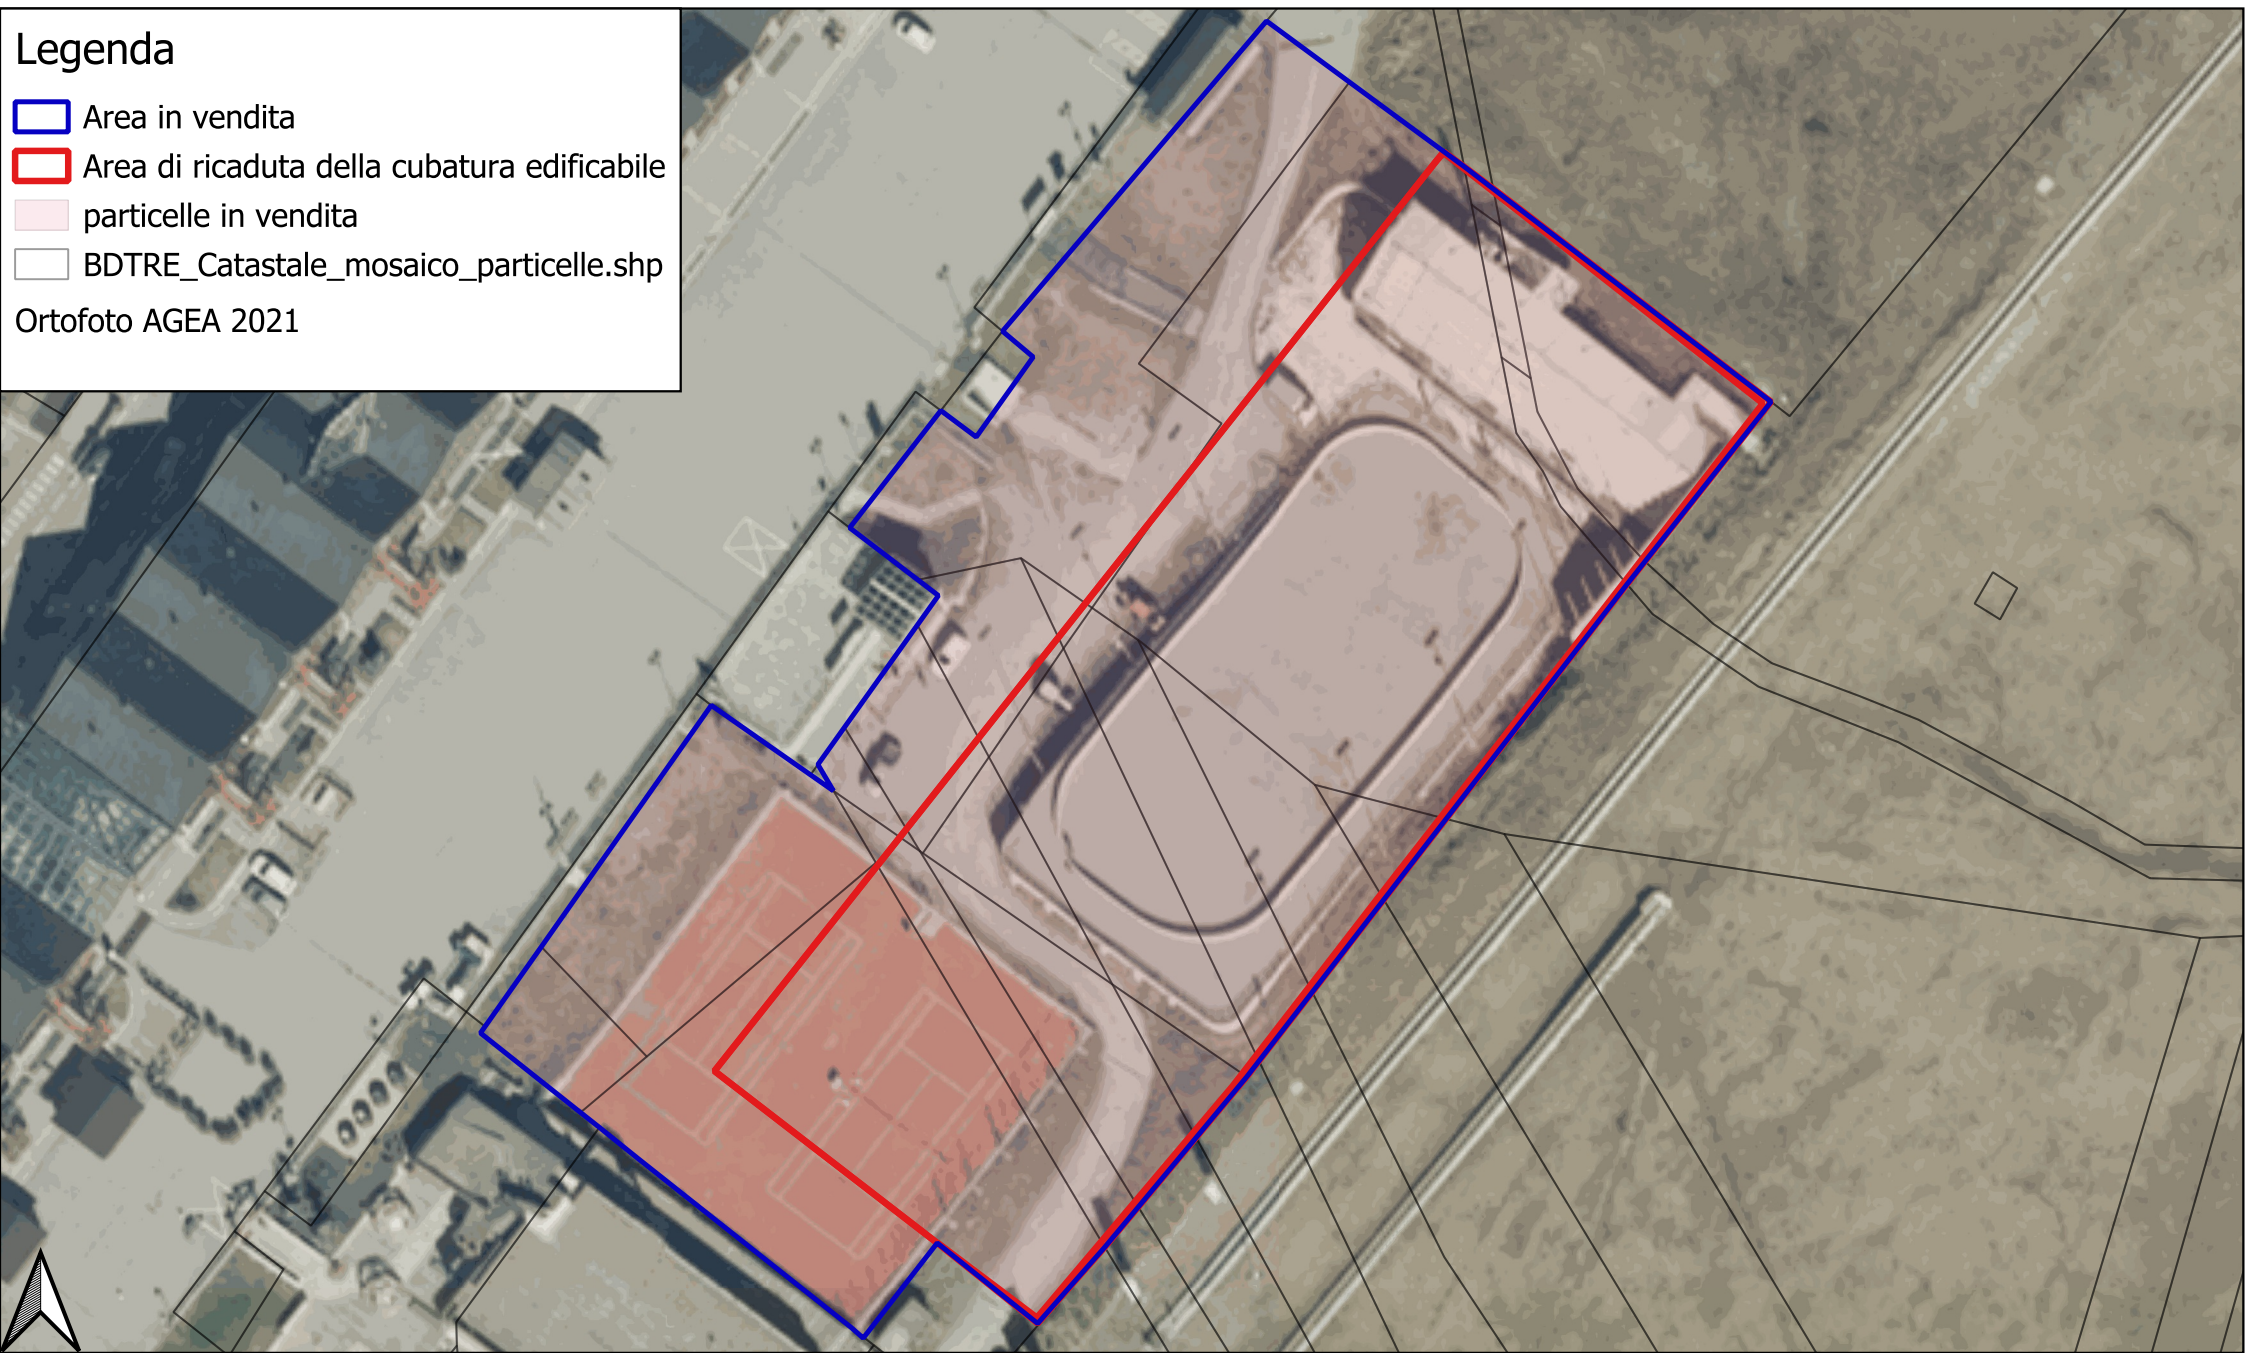 Legenda
Area in vendita
Area di ricaduta della cubatura edificabile
particelle in vendita
BDTRE_Catastale_mosaico_particelle.shp
Ortofoto AGEA 2021